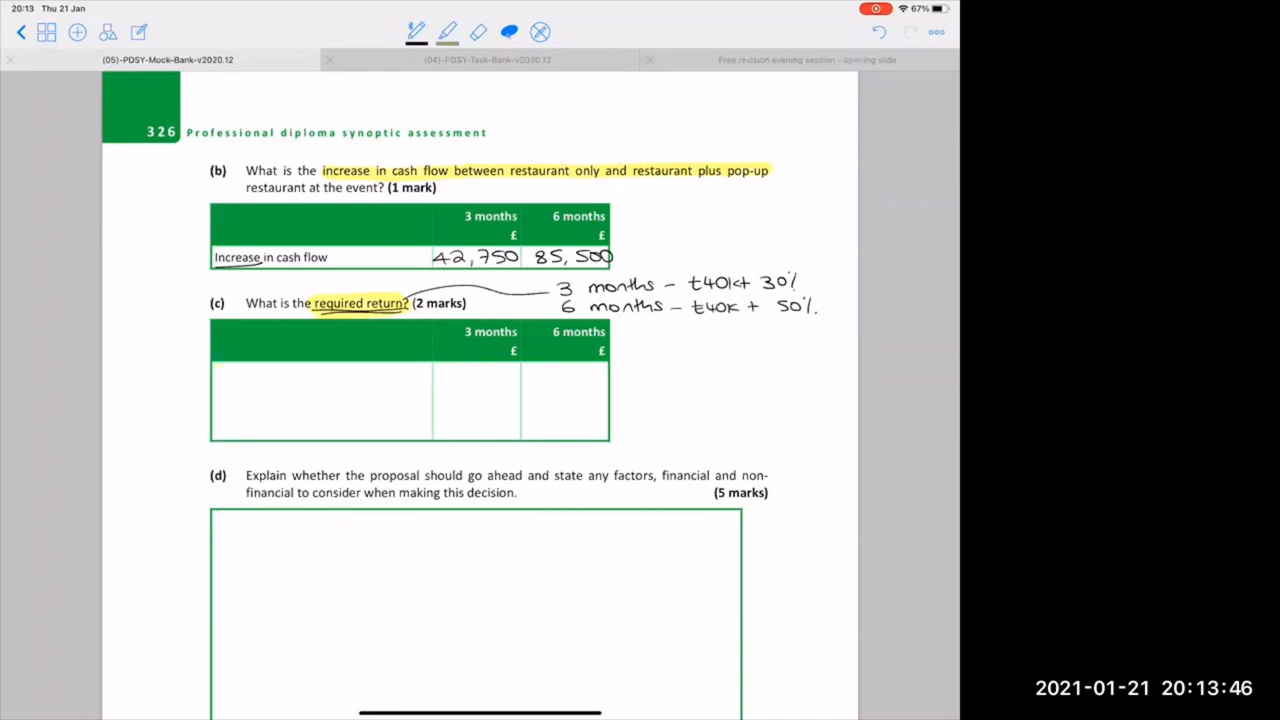 20:13 Thu 21 Jan
67%
(05)-PDSY-Mock-Bank-v2020.12
(04)-PDSY-Task-Bank-v2020.12
Free revision evening session - opening slide
326 Professional diploma synoptic assessment
(b) What is the increase in cash flow between restaurant only and restaurant plus pop-up
restaurant at the event? (1 mark)
3 months 6 months
£ £
Increase in cash flow 42,750 85,500
3 months - £40k + 30%
(c) What is the required return? (2 marks)
6 months - £40k + 50%.
3 months 6 months
£ £
(d) Explain whether the proposal should go ahead and state any factors, financial and non-
financial to consider when making this decision. (5 marks)
2021-01-21 20:13:46